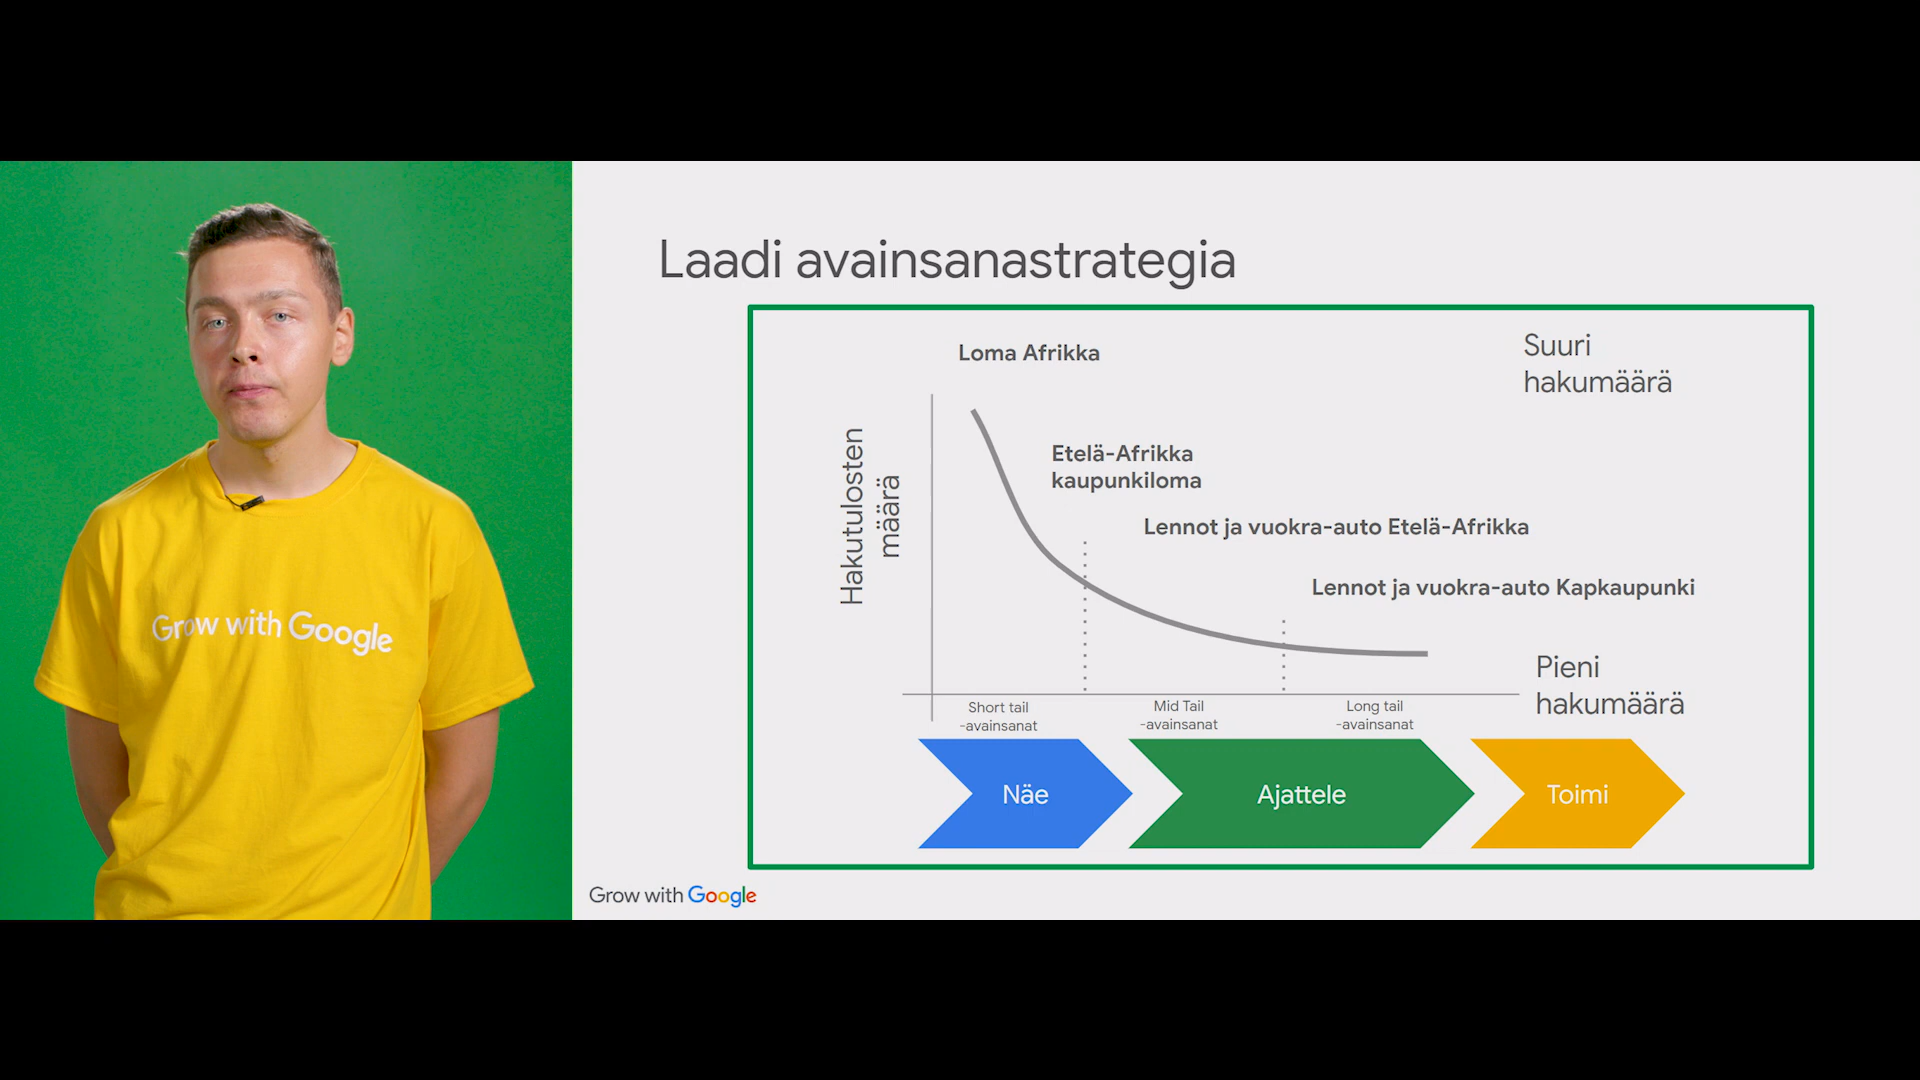 Grow with Google
Laadi avainsanastrategia
Loma Afrikka
Suuri
hakumäärä
Hakutulosten
määrä
Etelä-Afrikka
kaupunkiloma
Lennot ja vuokra-auto Etelä-Afrikka
Lennot ja vuokra-auto Kapkaupunki
Pieni
hakumäärä
Short tail
-avainsanat
Mid Tail
-avainsanat
Long tail
-avainsanat
Näe
Ajattele
Toimi
Grow with Google